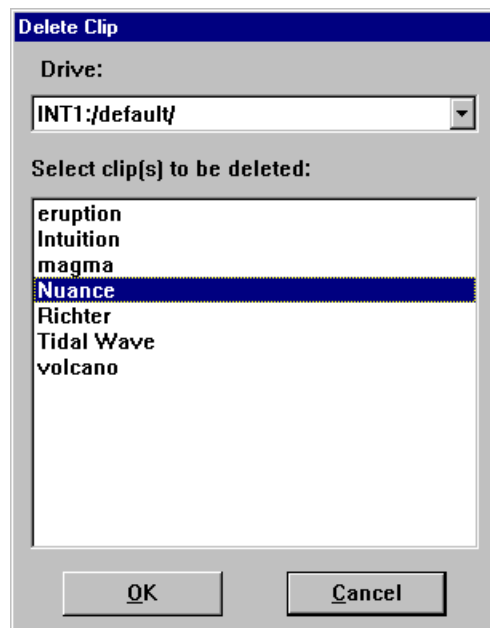 Delete Clip
Drive:
INT1:/default/
Select clip(s) to be deleted:
eruption
Intuition
magma
Nuance
Richter
Tidal Wave
volcano
OK
Cancel